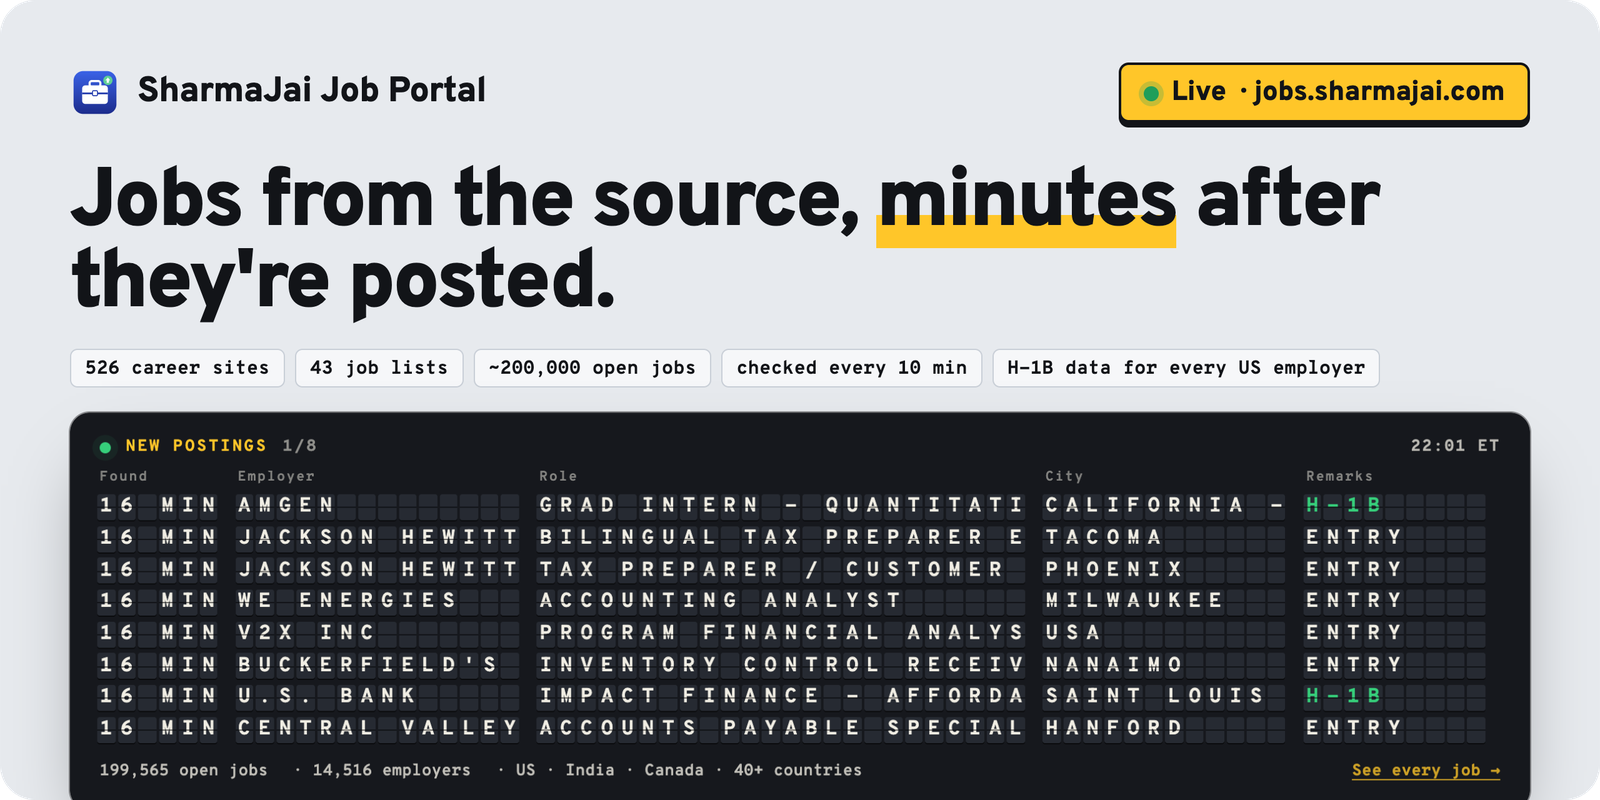 SharmaJai Job Portal
Live · jobs.sharmajai.com
Jobs from the source, minutes after
they're posted.
526 career sites
43 job lists
~200,000 open jobs
checked every 10 min
H-1B data for every US employer
NEW POSTINGS 1/8
22:01 ET
Found Employer Role City Remarks
16 MIN AMGEN GRAD INTERN - QUANTITATI CALIFORNIA - H-1B
16 MIN JACKSON HEWITT BILINGUAL TAX PREPARER E TACOMA ENTRY
16 MIN JACKSON HEWITT TAX PREPARER / CUSTOMER PHOENIX ENTRY
16 MIN WE ENERGIES ACCOUNTING ANALYST MILWAUKEE ENTRY
16 MIN V2X INC PROGRAM FINANCIAL ANALYS USA ENTRY
16 MIN BUCKERFIELD'S INVENTORY CONTROL RECEIV NANAIMO ENTRY
16 MIN U.S. BANK IMPACT FINANCE - AFFORDA SAINT LOUIS H-1B
16 MIN CENTRAL VALLEY ACCOUNTS PAYABLE SPECIAL HANFORD ENTRY
199,565 open jobs · 14,516 employers · US · India · Canada · 40+ countries
See every job →